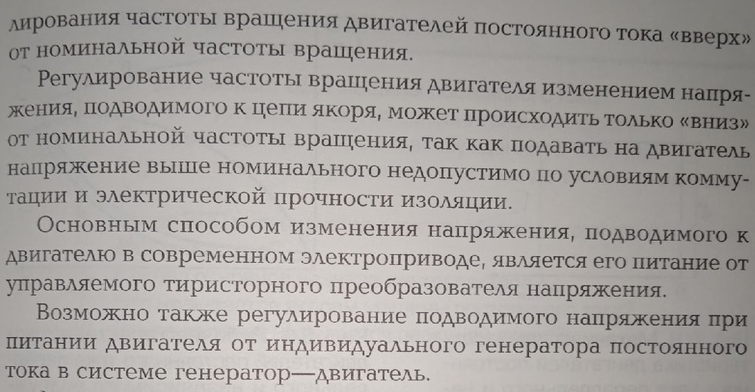 лирования частоты вращения двигателей постоянного тока «вверх»
от номинальной частоты вращения.
Регулирование частоты вращения двигателя изменением напря-
жения, подводимого к цепи якоря, может происходить только «вниз»
от номинальной частоты вращения, так как подавать на двигатель
напряжение выше номинального недопустимо по условиям комму-
тации и электрической прочности изоляции.
Основным способом изменения напряжения, подводимого к
двигателю в современном электроприводе, является его питание от
управляемого тиристорного преобразователя напряжения.
Возможно также регулирование подводимого напряжения при
питании двигателя от индивидуального генератора постоянного
тока в системе генератор—двигатель.